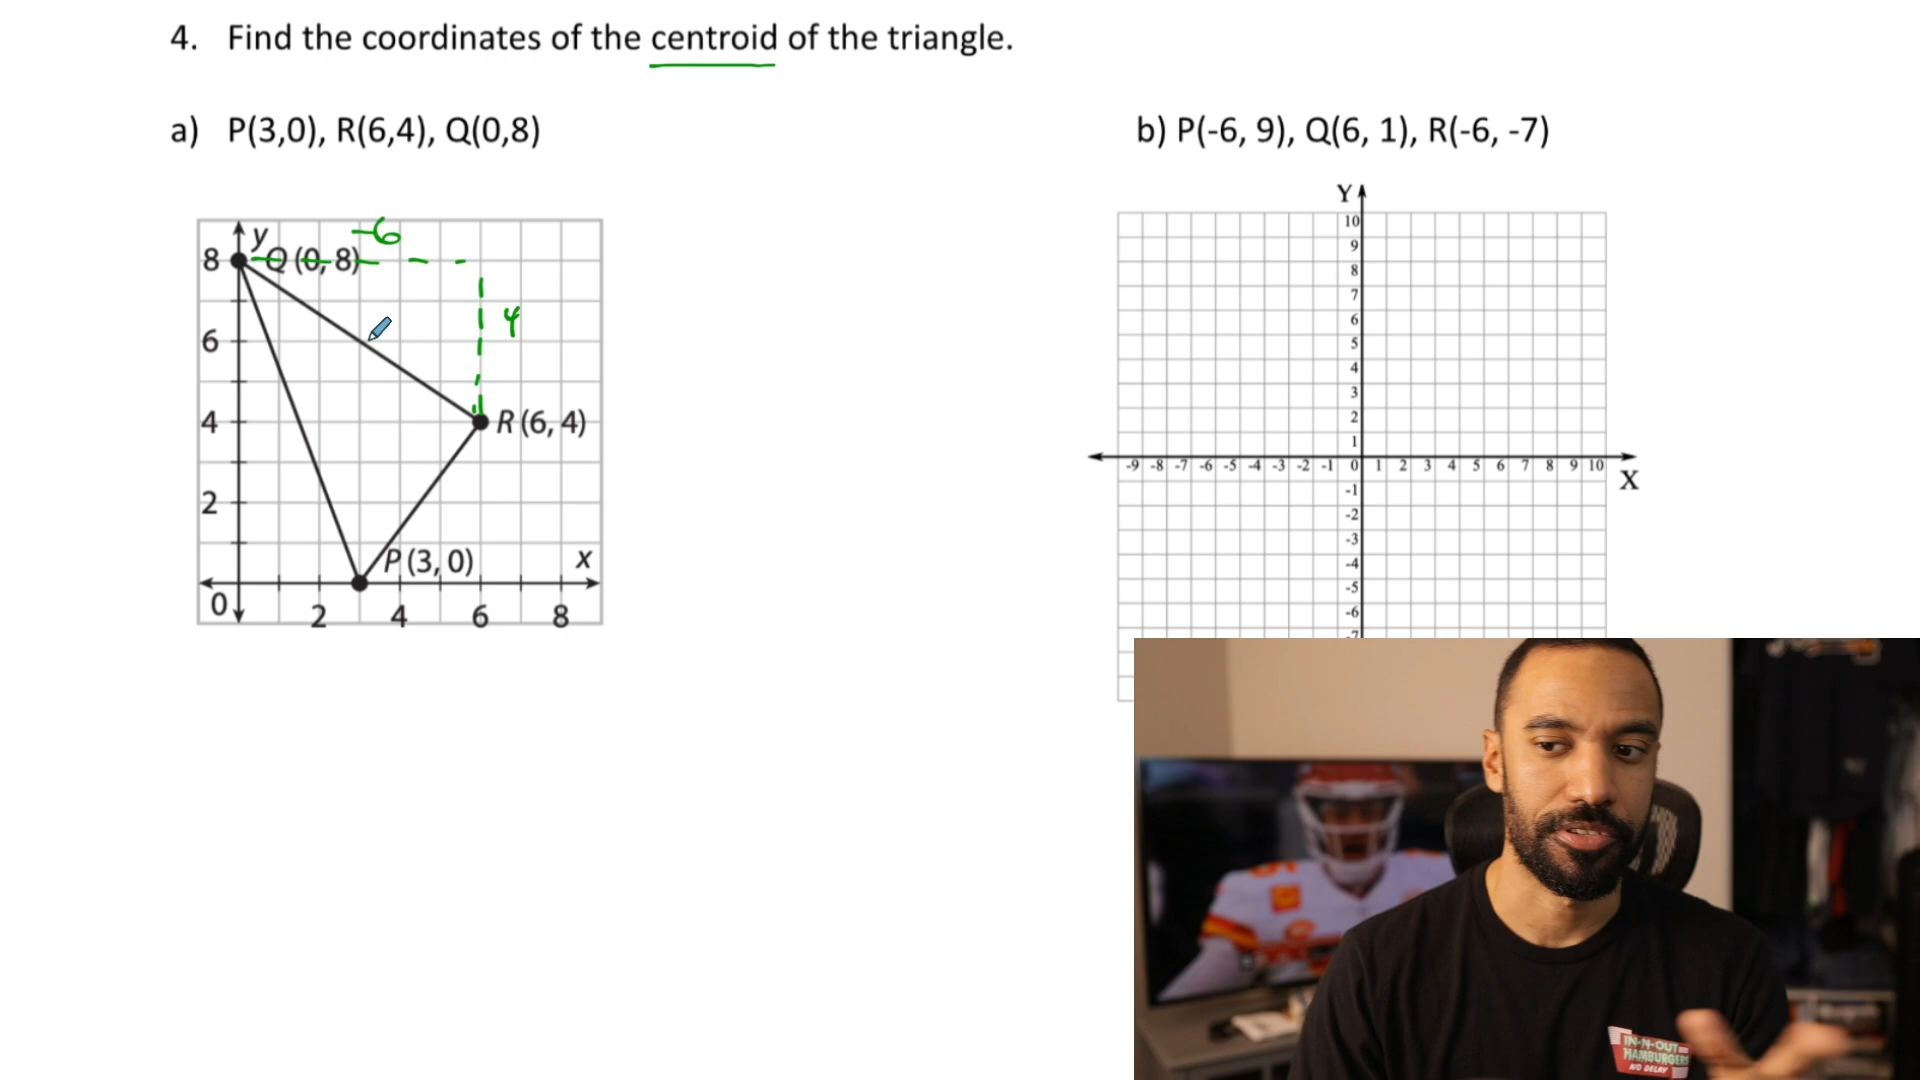 4. Find the coordinates of the centroid of the triangle.
a) P(3,0), R(6,4), Q(0,8)
b) P(-6, 9), Q(6, 1), R(-6, -7)
y
-6
8
Q (0, 8)
4
6
4
R (6, 4)
2
P (3, 0)
x
0
2 4 6 8
Y
10
9
8
7
6
5
4
3
2
1
-9 -8 -7 -6 -5 -4 -3 -2 -1 0 1 2 3 4 5 6 7 8 9 10
X
-1
-2
-3
-4
-5
-6
-7
IN-N-OUT
HAMBURGERS
NO DELAY